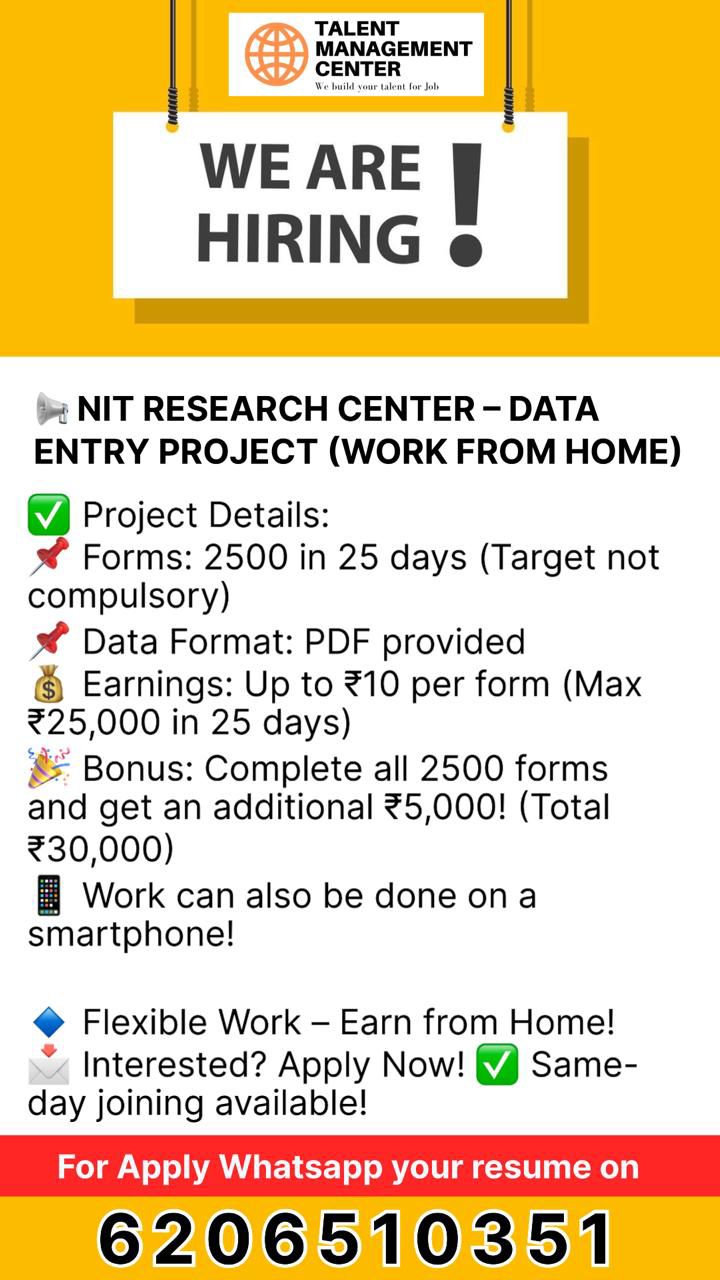 TALENT
MANAGEMENT
CENTER
We build your talent for Job
WE ARE
HIRING !
📢 NIT RESEARCH CENTER – DATA
ENTRY PROJECT (WORK FROM HOME)
✅ Project Details:
📌 Forms: 2500 in 25 days (Target not
compulsory)
📌 Data Format: PDF provided
💰 Earnings: Up to ₹10 per form (Max
₹25,000 in 25 days)
🎉 Bonus: Complete all 2500 forms
and get an additional ₹5,000! (Total
₹30,000)
📱 Work can also be done on a
smartphone!
🔷 Flexible Work – Earn from Home!
📩 Interested? Apply Now! ✅ Same-
day joining available!
For Apply Whatsapp your resume on
6206510351